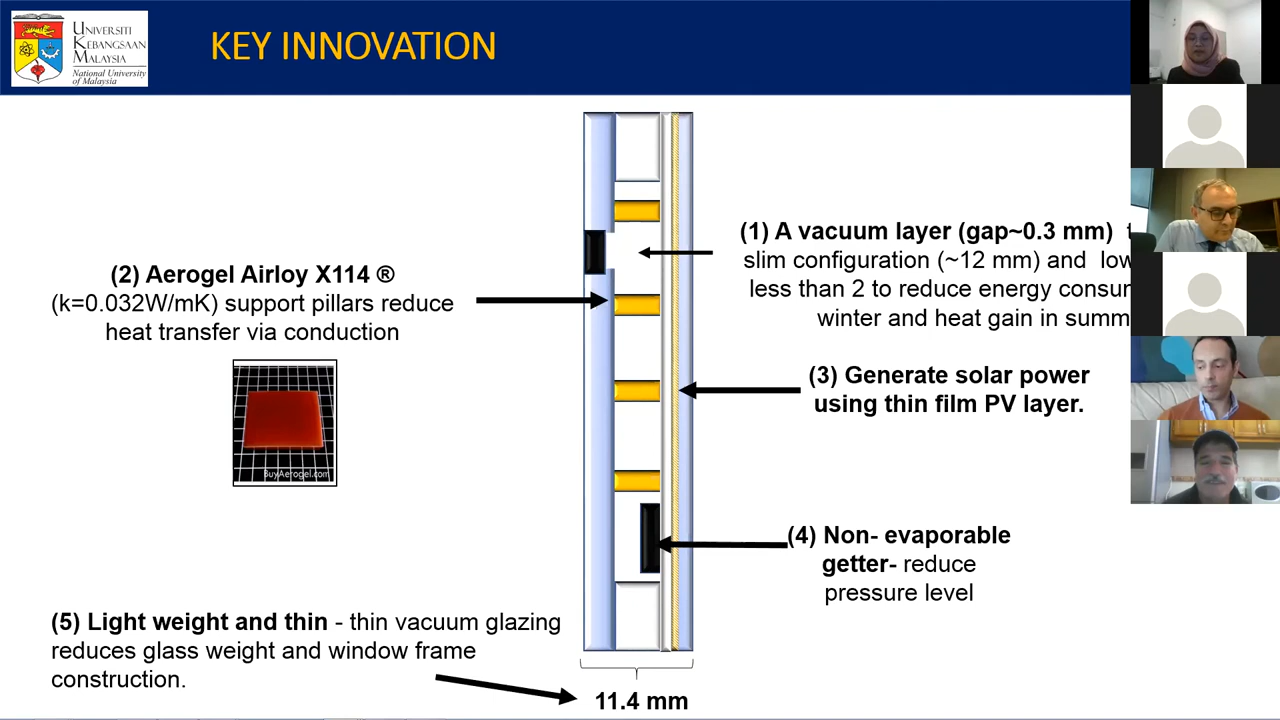 UNIVERSITI
KEBANGSAAN
MALAYSIA
National University
of Malaysia
KEY INNOVATION
(1) A vacuum layer (gap~0.3 mm)
slim configuration (~12 mm) and
less than 2 to reduce energy
winter and heat gain in
(2) Aerogel Airloy X114 ®
(k=0.032W/mK) support pillars reduce
heat transfer via conduction
BuyAerogel.com
(3) Generate solar power
using thin film PV layer.
(4) Non- evaporable
getter- reduce
pressure level
(5) Light weight and thin - thin vacuum glazing
reduces glass weight and window frame
construction.
11.4 mm